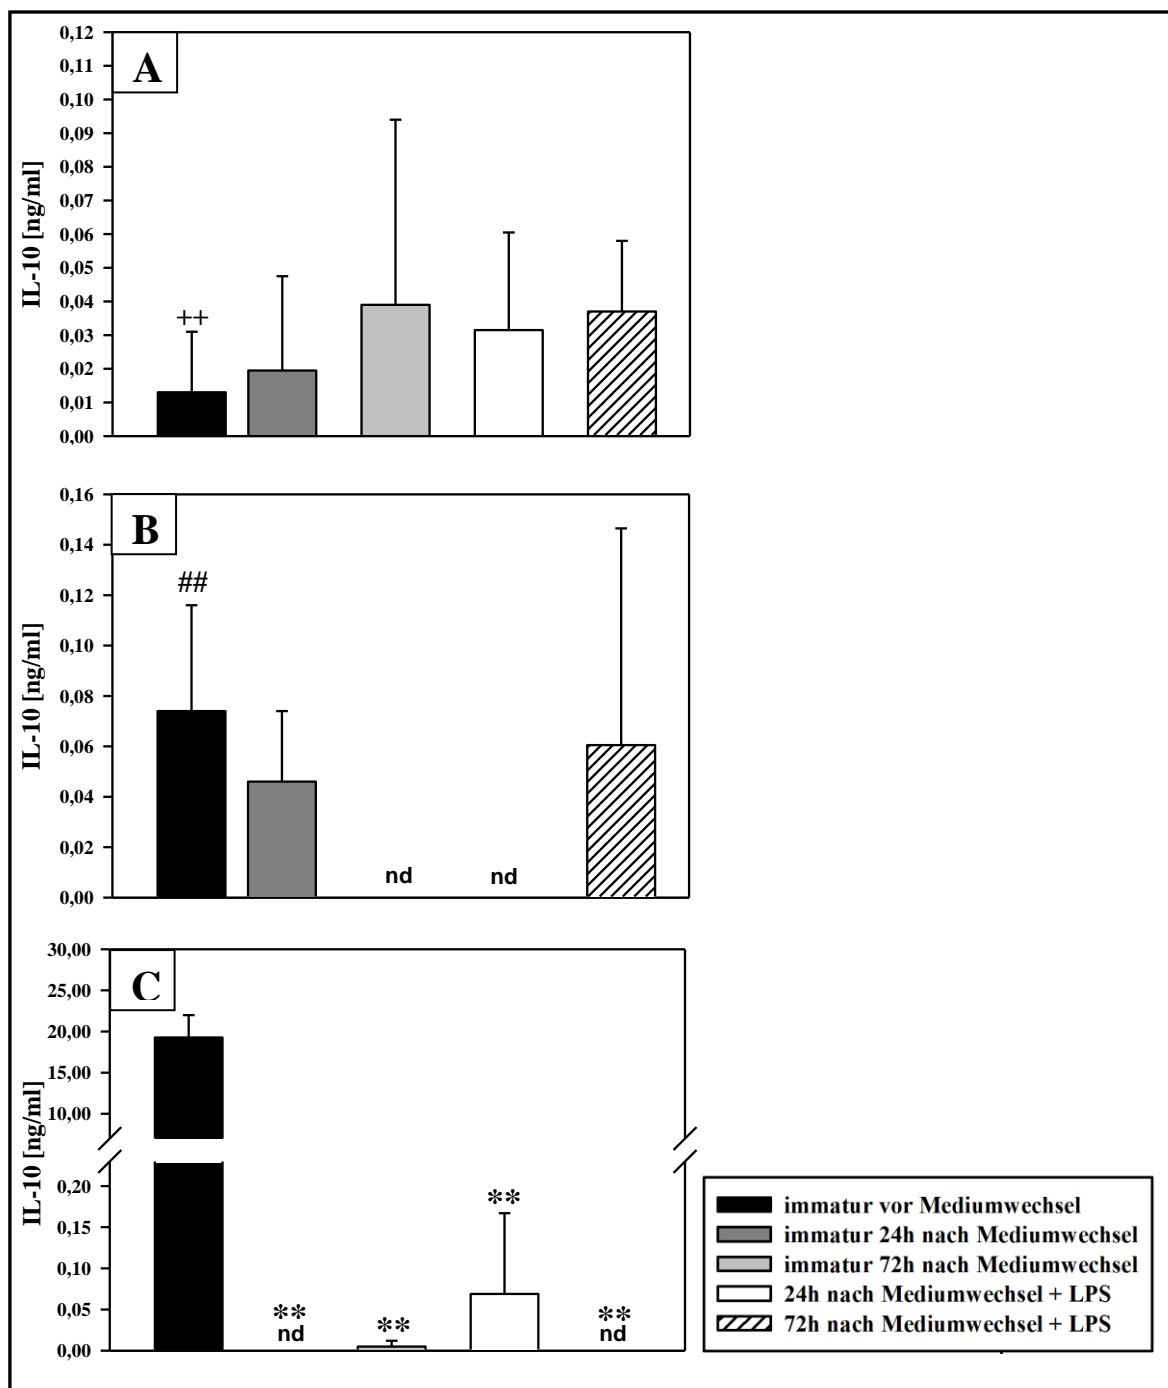 A
0,12
0,11
0,10
0,09
0,08
0,07
0,06
0,05
0,04
0,03
0,02
0,01
0,00
IL-10 [ng/ml]
++
B
0,16
0,14
0,12
0,10
0,08
0,06
0,04
0,02
0,00
IL-10 [ng/ml]
##
nd
nd
C
30,00
25,00
20,00
15,00
10,00
0,20
0,15
0,10
0,05
0,00
IL-10 [ng/ml]
**
nd
**
**
**
nd
immatur vor Mediumwechsel
immatur 24h nach Mediumwechsel
immatur 72h nach Mediumwechsel
24h nach Mediumwechsel + LPS
72h nach Mediumwechsel + LPS